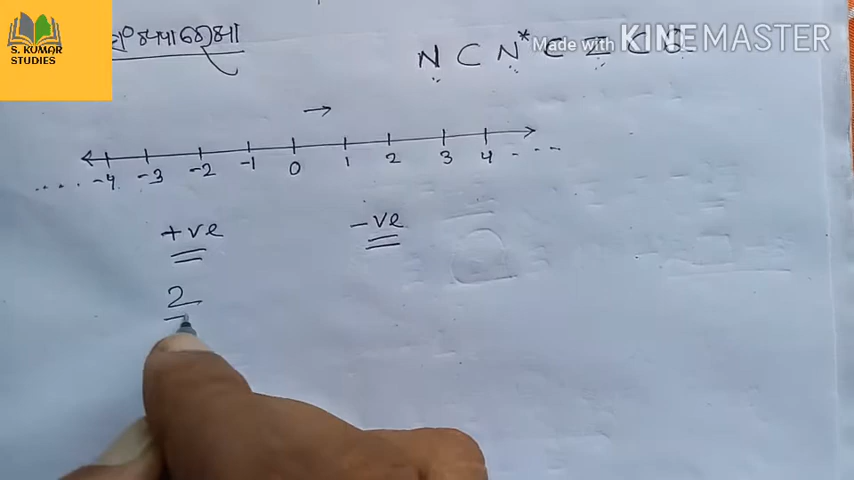 S. KUMAR
STUDIES
N C N* C Z C Q
Made with KINEMASTER
.... -4 -3 -2 -1 0 1 2 3 4 ...
+ve -ve
2